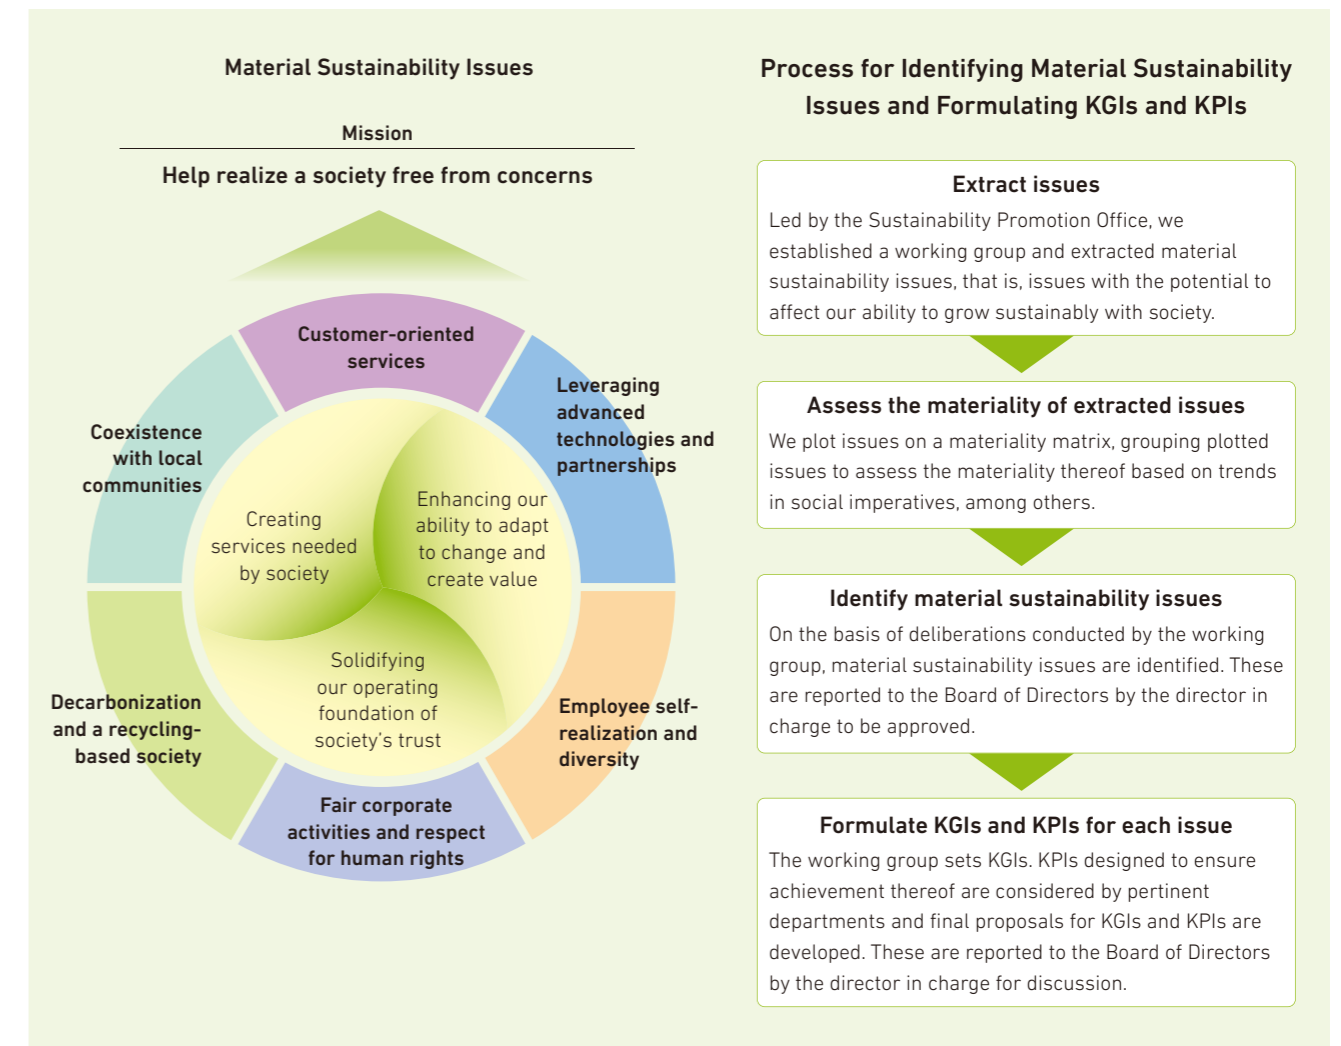 Material Sustainability Issues
Mission
Help realize a society free from concerns
Customer-oriented
services
Leveraging
advanced
technologies and
partnerships
Coexistence
with local
communities
Creating
services needed
by society
Enhancing our
ability to adapt
to change and
create value
Solidifying
our operating
foundation of
society's trust
Decarbonization
and a recycling-
based society
Employee self-
realization and
diversity
Fair corporate
activities and respect
for human rights
Process for Identifying Material Sustainability
Issues and Formulating KGIs and KPIs
Extract issues
Led by the Sustainability Promotion Office, we
established a working group and extracted material
sustainability issues, that is, issues with the potential to
affect our ability to grow sustainably with society.
Assess the materiality of extracted issues
We plot issues on a materiality matrix, grouping plotted
issues to assess the materiality thereof based on trends
in social imperatives, among others.
Identify material sustainability issues
On the basis of deliberations conducted by the working
group, material sustainability issues are identified. These
are reported to the Board of Directors by the director in
charge to be approved.
Formulate KGIs and KPIs for each issue
The working group sets KGIs. KPIs designed to ensure
achievement thereof are considered by pertinent
departments and final proposals for KGIs and KPIs are
developed. These are reported to the Board of Directors
by the director in charge for discussion.